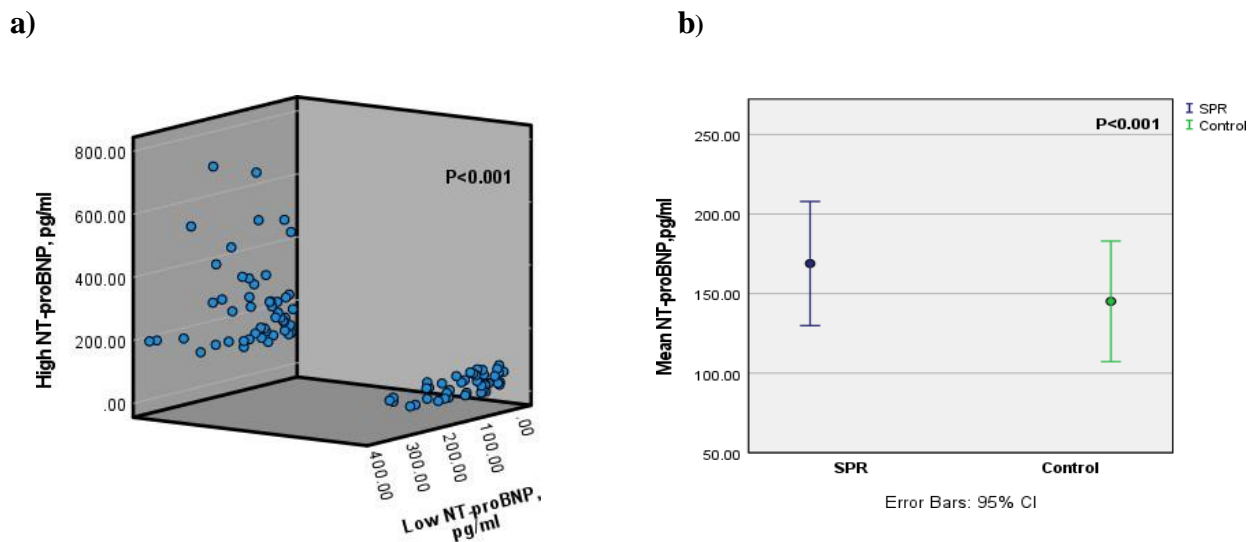 a)
b)
High NT-proBNP, pg/ml
800.00
600.00
400.00
200.00
.00
P<0.001
.00
100.00
200.00
300.00
400.00
Low NT-proBNP,
pg/ml
Mean NT-proBNP,pg/ml
250.00
200.00
150.00
100.00
50.00
P<0.001
SPR
Control
SPR
Control
Error Bars: 95% CI